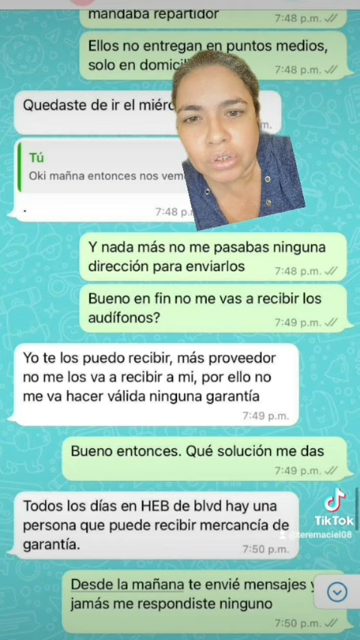 mandaba repartidor
7:48 p.m.
Ellos no entregan en puntos medios,
solo en
7:48 p.m.
Quedaste de ir el
Tú
Oki mañna entonces nos
.
7:48 p.
Y nada más no me pasabas ninguna
dirección para enviarlos
7:48 p.m.
Bueno en fin no me vas a recibir los
audífonos?
7:49 p.m.
Yo te los puedo recibir, más proveedor
no me los va a recibir a mi, por ello no
me va hacer válida ninguna garantía
7:49 p.m.
Bueno entonces. Qué solución me das
7:49 p.m.
Todos los días en HEB de blvd hay una
persona que puede recibir mercancía de
garantía.
7:50 p.m.
TikTok
@teremaciel08
Desde la mañana te envié mensajes y
jamás me respondiste ninguno
7:50 p.m.